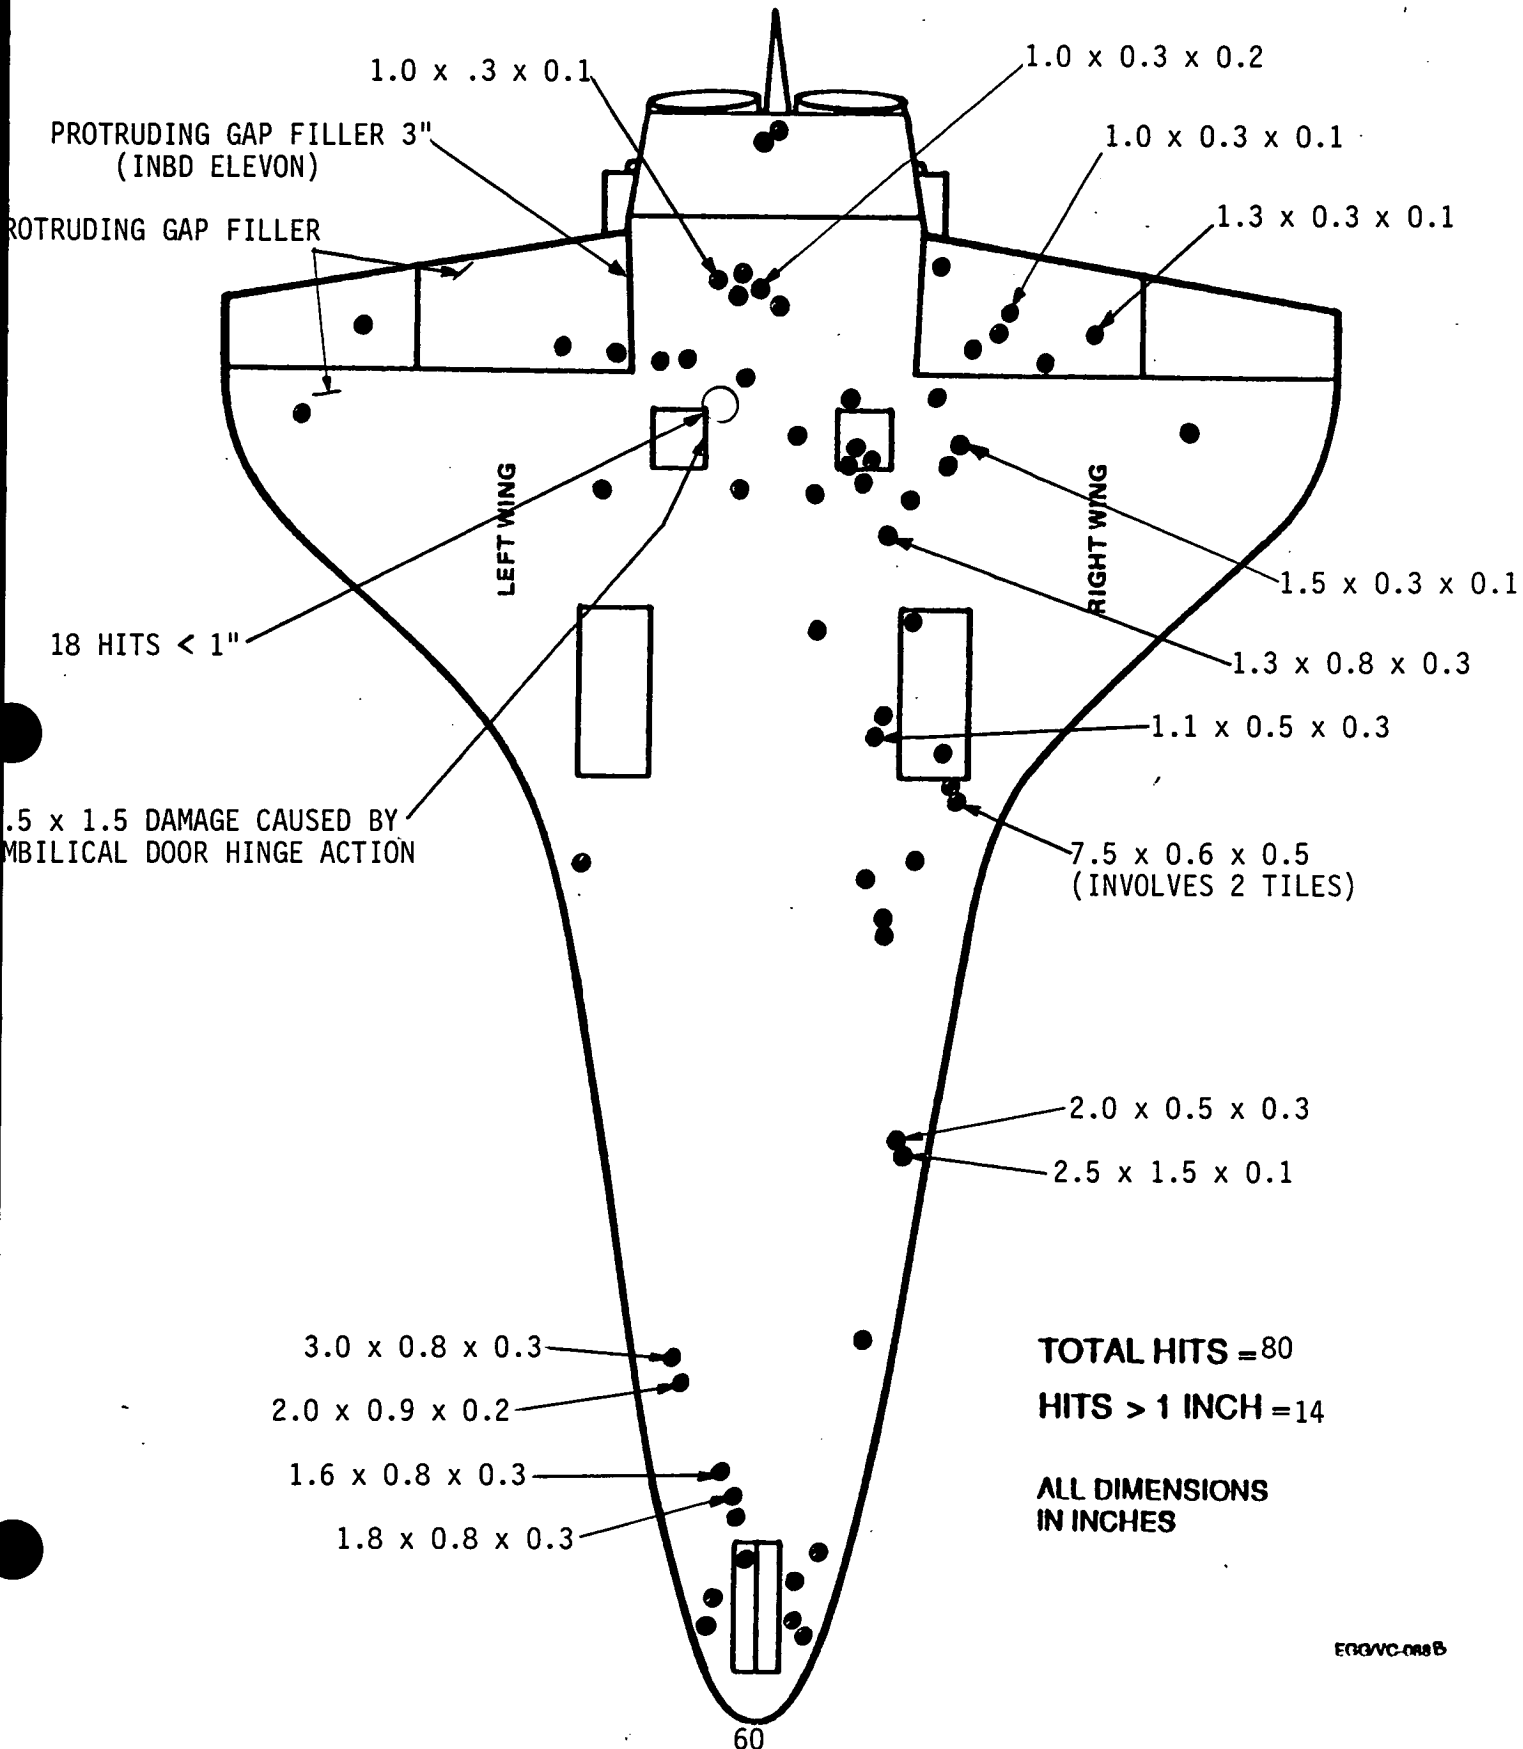 1.0 x .3 x 0.1
1.0 x 0.3 x 0.2
PROTRUDING GAP FILLER 3"
(INBD ELEVON)
1.0 x 0.3 x 0.1
ROTRUDING GAP FILLER
1.3 x 0.3 x 0.1
LEFT WING
RIGHT WING
1.5 x 0.3 x 0.1
18 HITS < 1"
1.3 x 0.8 x 0.3
1.1 x 0.5 x 0.3
.5 x 1.5 DAMAGE CAUSED BY
MBILICAL DOOR HINGE ACTION
7.5 x 0.6 x 0.5
(INVOLVES 2 TILES)
2.0 x 0.5 x 0.3
2.5 x 1.5 x 0.1
3.0 x 0.8 x 0.3
2.0 x 0.9 x 0.2
1.6 x 0.8 x 0.3
1.8 x 0.8 x 0.3
TOTAL HITS = 80
HITS > 1 INCH = 14
ALL DIMENSIONS
IN INCHES
60